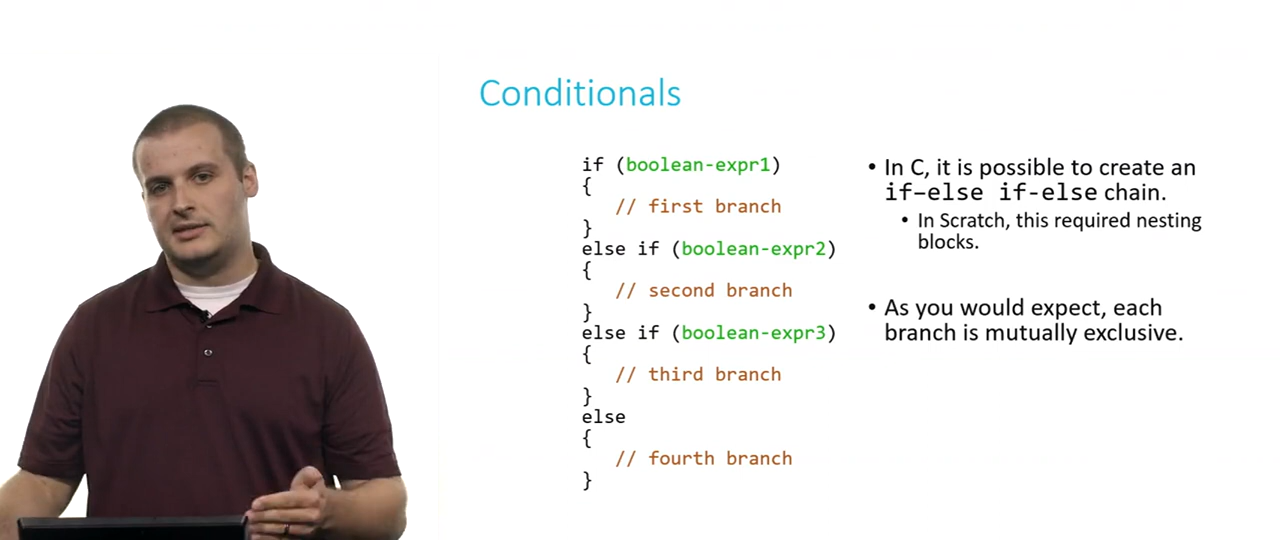 Conditionals
if (boolean-expr1)
{
// first branch
}
else if (boolean-expr2)
{
// second branch
}
else if (boolean-expr3)
{
// third branch
}
else
{
// fourth branch
}
• In C, it is possible to create an
if–else if-else chain.
• In Scratch, this required nesting
blocks.
• As you would expect, each
branch is mutually exclusive.